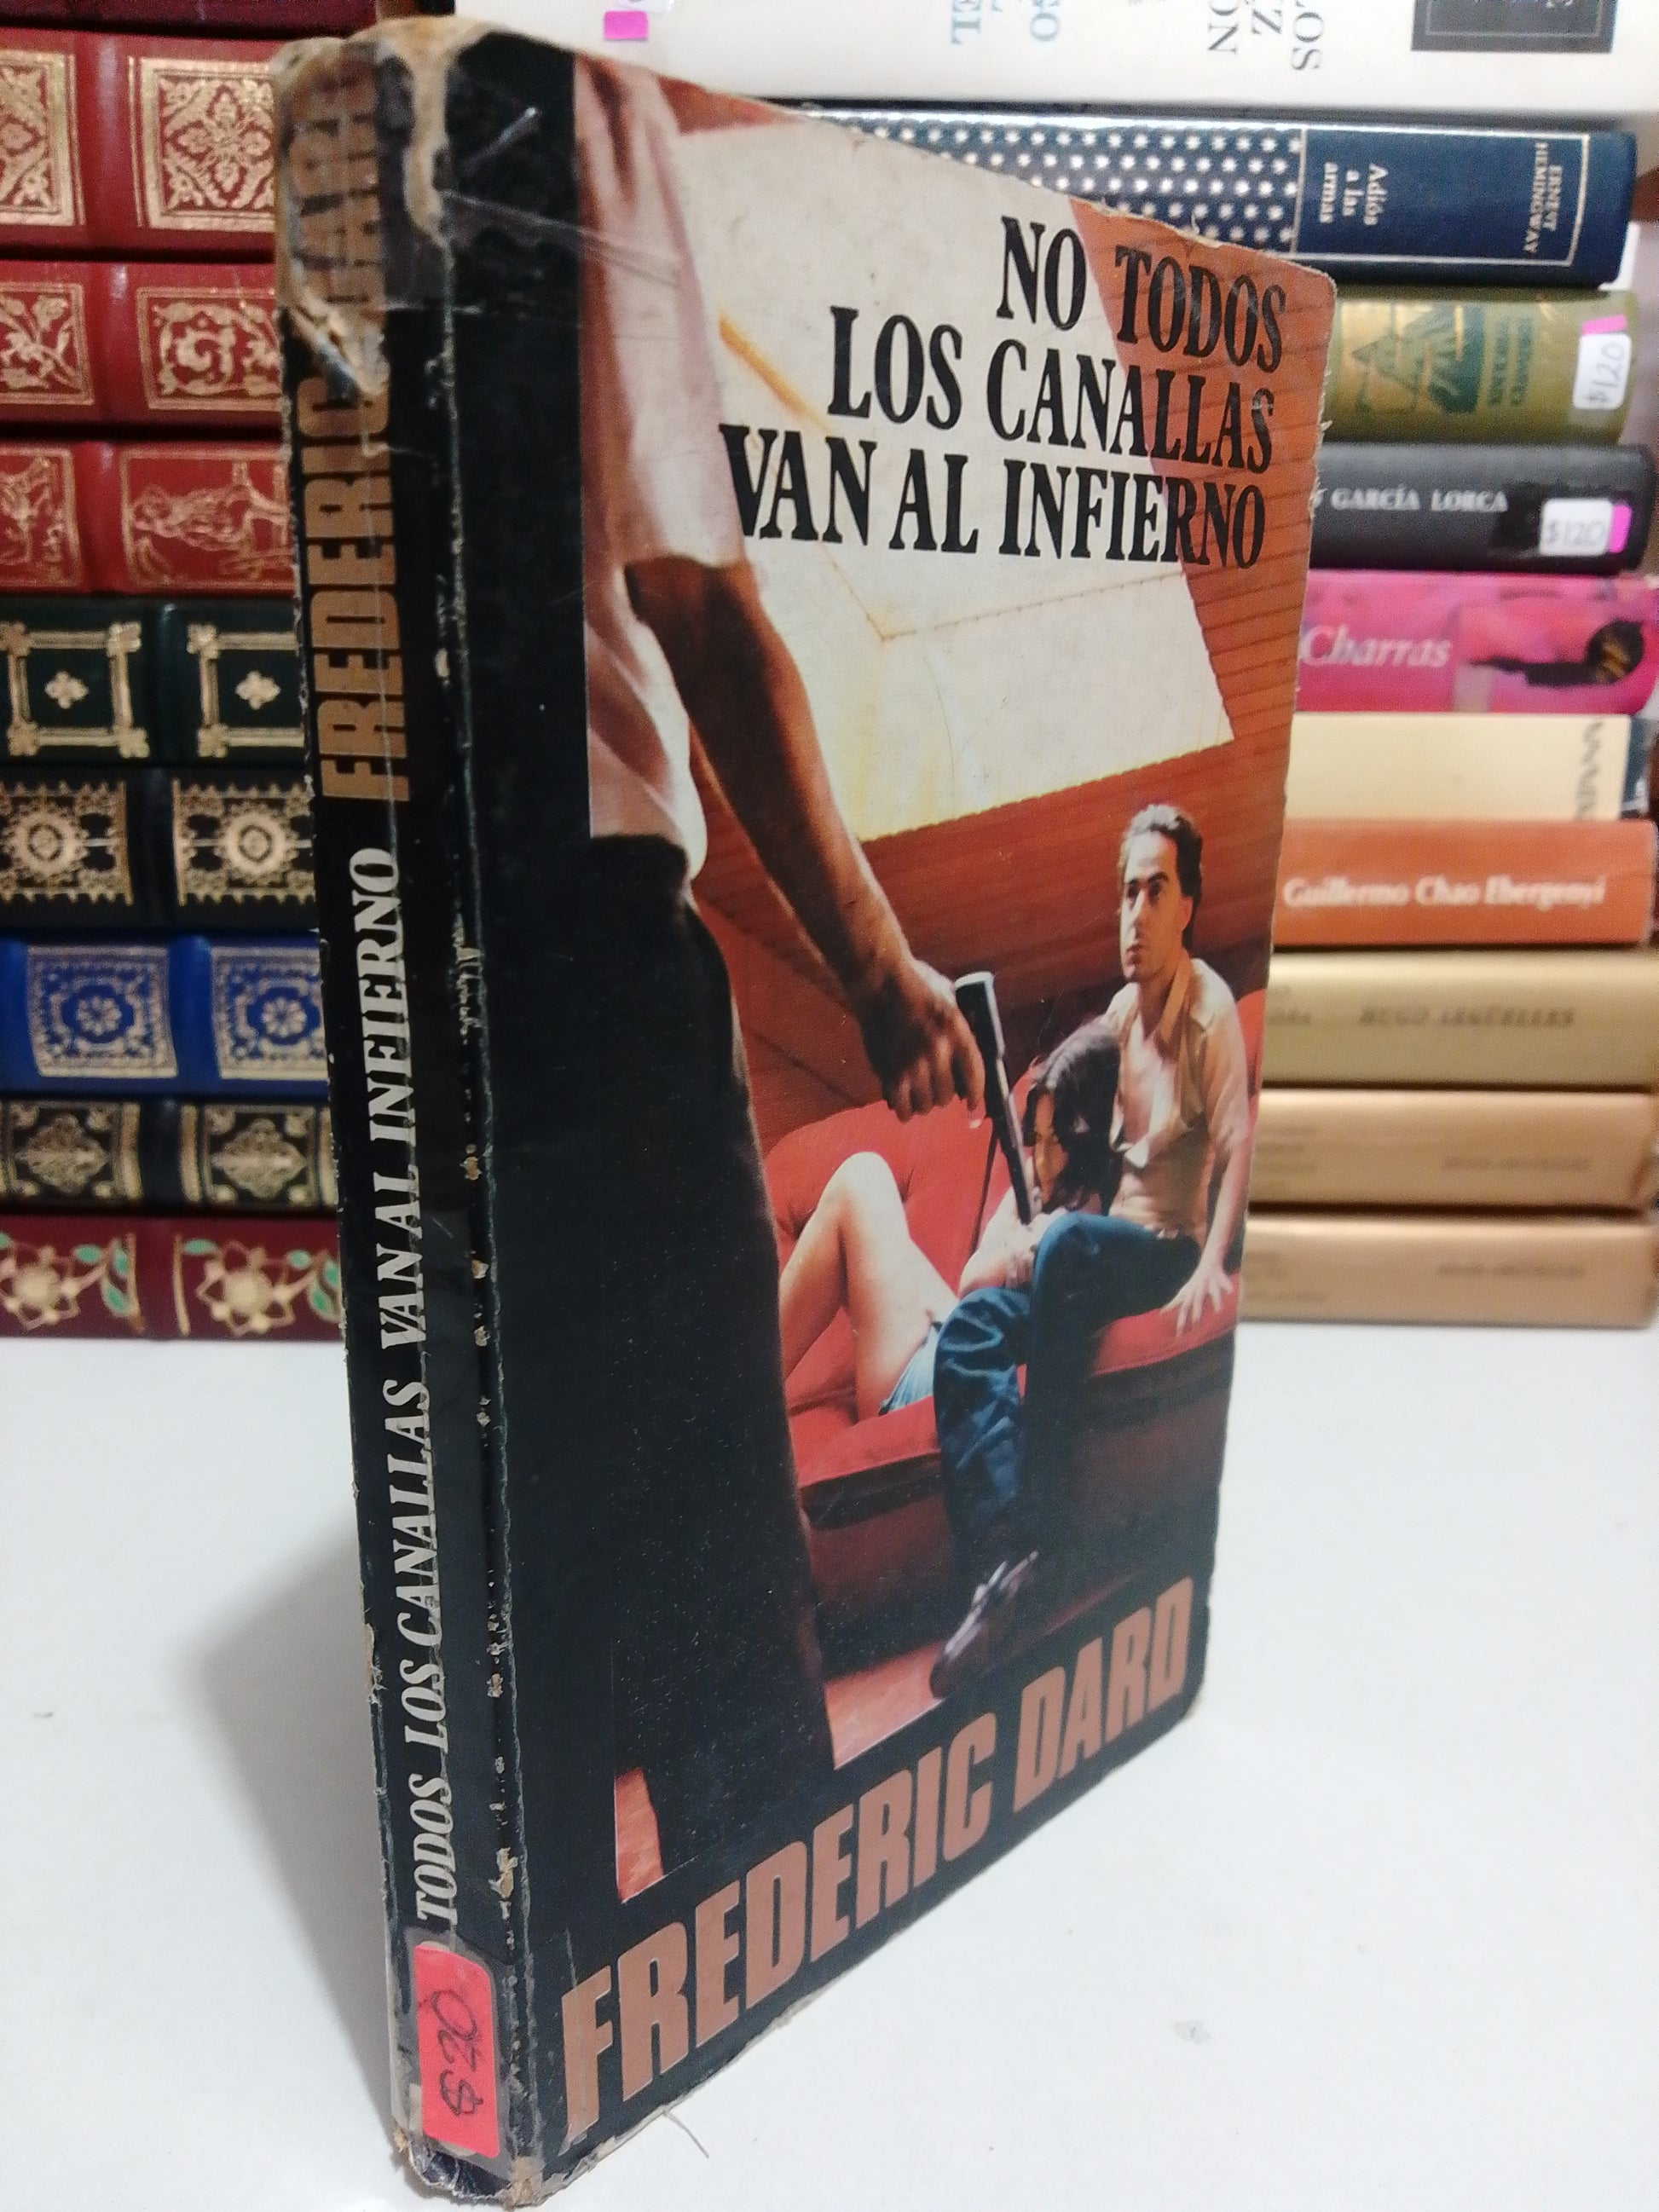 NO TODOS
LOS CANALLAS
VAN AL INFIERNO
FREDERIC DARD
FREDERIC DARD
TODOS LOS CANALLAS VAN AL INFIERNO
$20
ERNEST
HEMINGWAY
Adiós
a las
armas
$120
GARCÍA LORCA
$120
Charras
Guillermo Chao Ebergenyi
HUGO ARGÜELLES